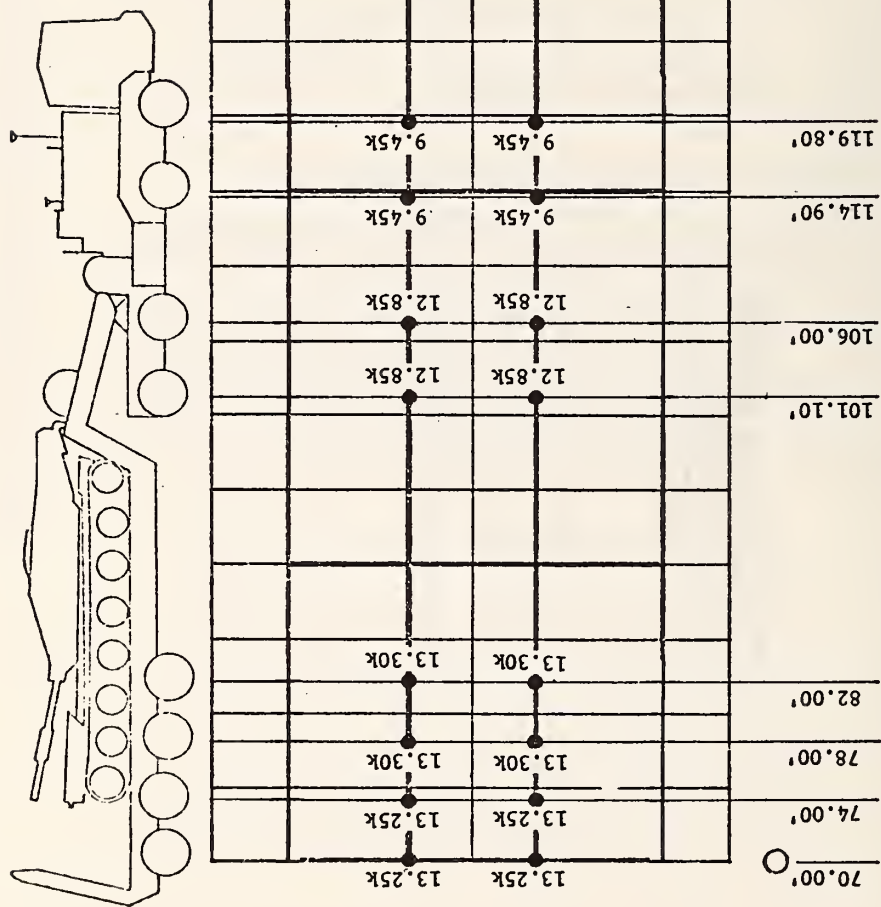 70.00' 13.25k 13.25k
74.00' 13.25k 13.25k
78.00' 13.30k 13.30k
82.00' 13.30k 13.30k
101.10' 12.85k 12.85k
106.00' 12.85k 12.85k
114.90' 9.45k 9.45k
119.80' 9.45k 9.45k